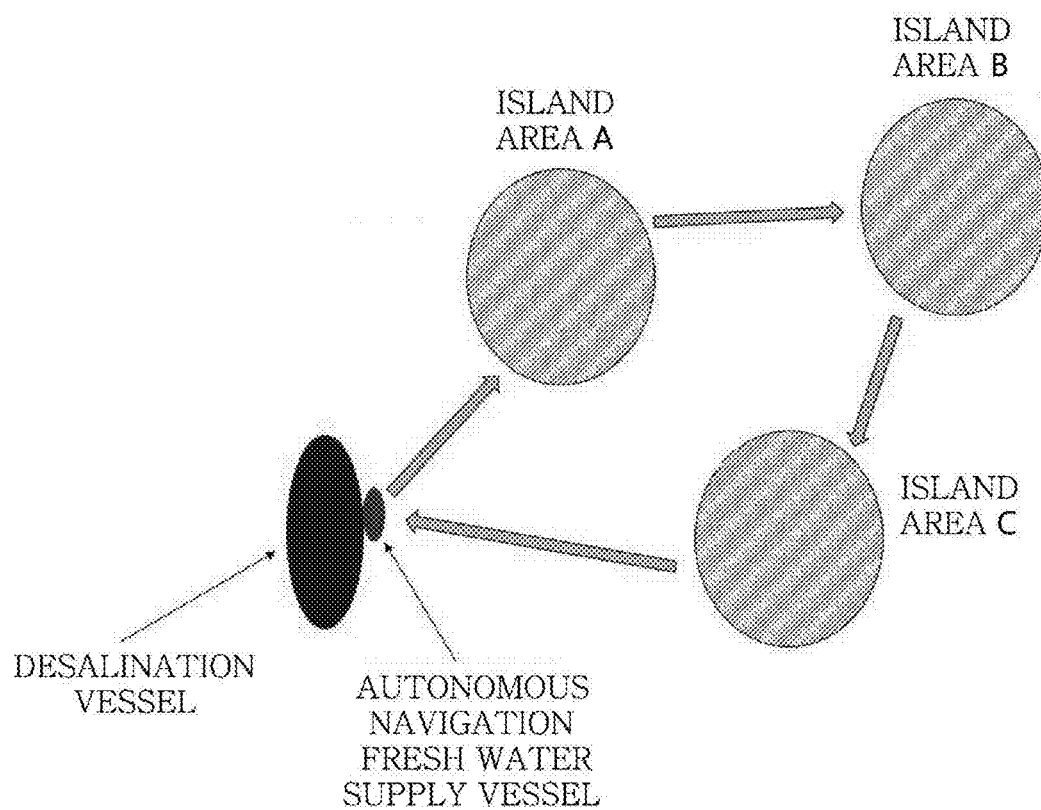 ISLAND
AREA B
ISLAND
AREA A
ISLAND
AREA C
DESALINATION
VESSEL
AUTONOMOUS
NAVIGATION
FRESH WATER
SUPPLY VESSEL